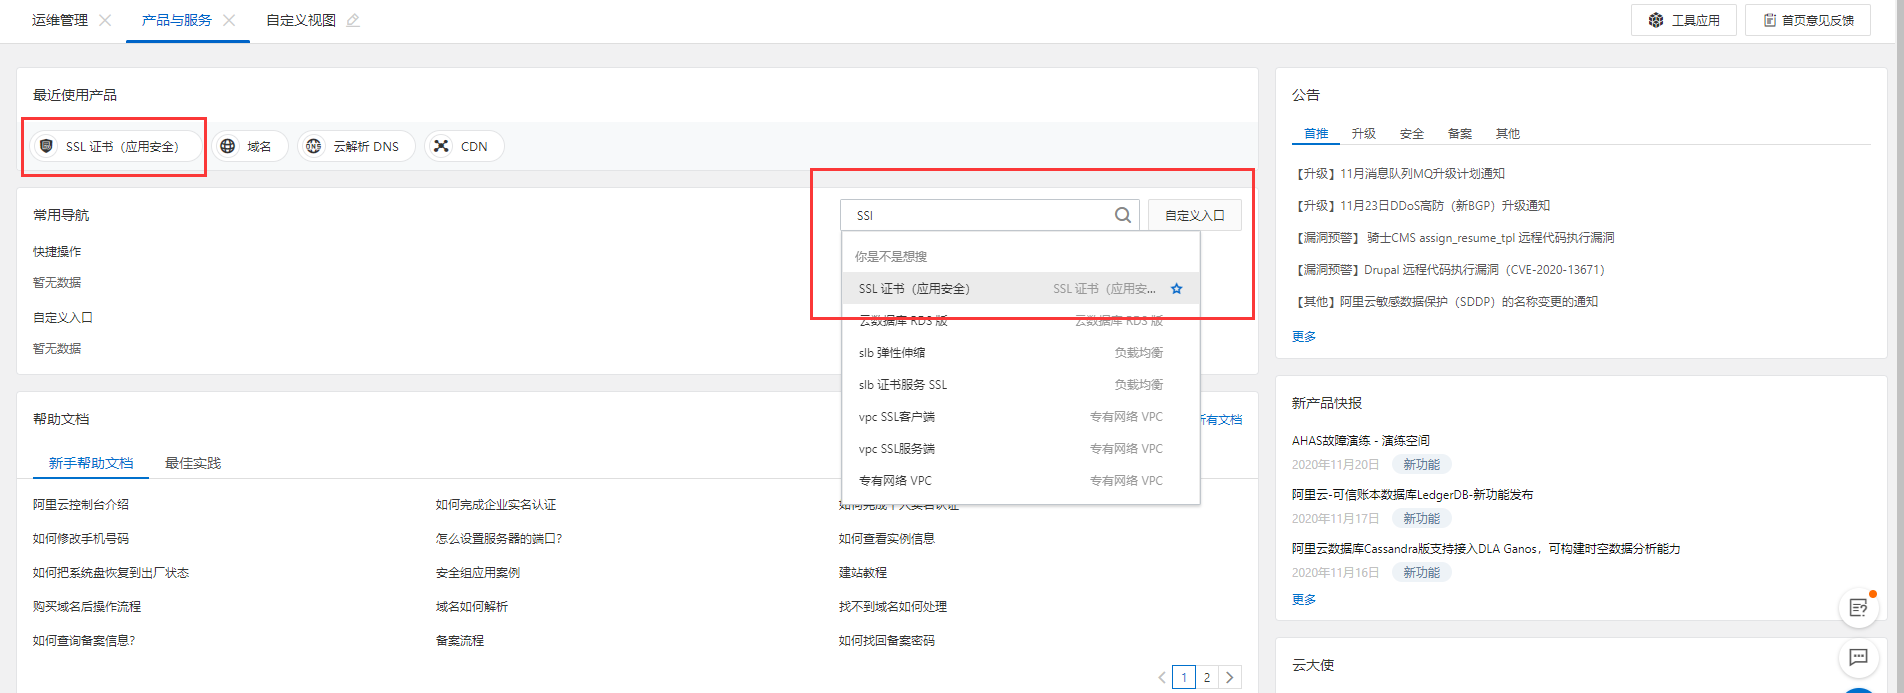 运维管理
产品与服务
自定义视图
工具应用
首页意见反馈
最近使用产品
SSL 证书（应用安全）
域名
云解析 DNS
CDN
常用导航
SSl
自定义入口
快捷操作
暂无数据
自定义入口
暂无数据
你是不是想搜
SSL 证书（应用安全） SSL 证书（应用安...
云数据库 RDS 版 云数据库 RDS 版
slb 弹性伸缩 负载均衡
slb 证书服务 SSL 负载均衡
vpc SSL客户端 专有网络 VPC
vpc SSL服务端 专有网络 VPC
专有网络 VPC 专有网络 VPC
帮助文档
所有文档
新手帮助文档
最佳实践
阿里云控制台介绍
如何完成企业实名认证
如何完成个人实名认证
如何修改手机号码
怎么设置服务器的端口?
如何查看实例信息
如何把系统盘恢复到出厂状态
安全组应用案例
建站教程
购买域名后操作流程
域名如何解析
找不到域名如何处理
如何查询备案信息?
备案流程
如何找回备案密码
1 2
公告
首推 升级 安全 备案 其他
【升级】11月消息队列MQ升级计划通知
【升级】11月23日DDoS高防（新BGP）升级通知
【漏洞预警】 骑士CMS assign_resume_tpl 远程代码执行漏洞
【漏洞预警】Drupal 远程代码执行漏洞（CVE-2020-13671）
【其他】阿里云敏感数据保护（SDDP）的名称变更的通知
更多
新产品快报
AHAS故障演练 - 演练空间
2020年11月20日 新功能
阿里云-可信账本数据库LedgerDB-新功能发布
2020年11月17日 新功能
阿里云数据库Cassandra版支持接入DLA Ganos，可构建时空数据分析能力
2020年11月16日 新功能
更多
云大使